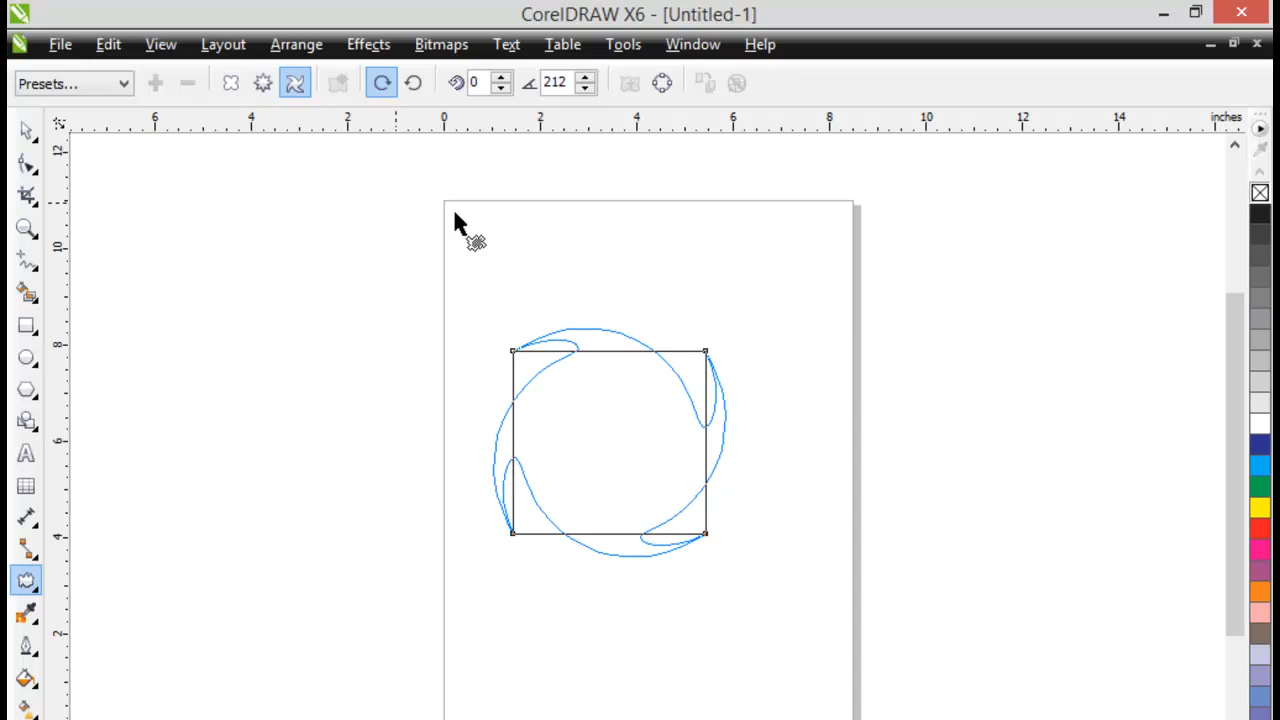 CorelDRAW X6 - [Untitled-1]
File Edit View Layout Arrange Effects Bitmaps Text Table Tools Window Help
Presets... 0 212
6 4 2 0 2 4 6 8 10 12 14 inches
12
10
8
6
4
2